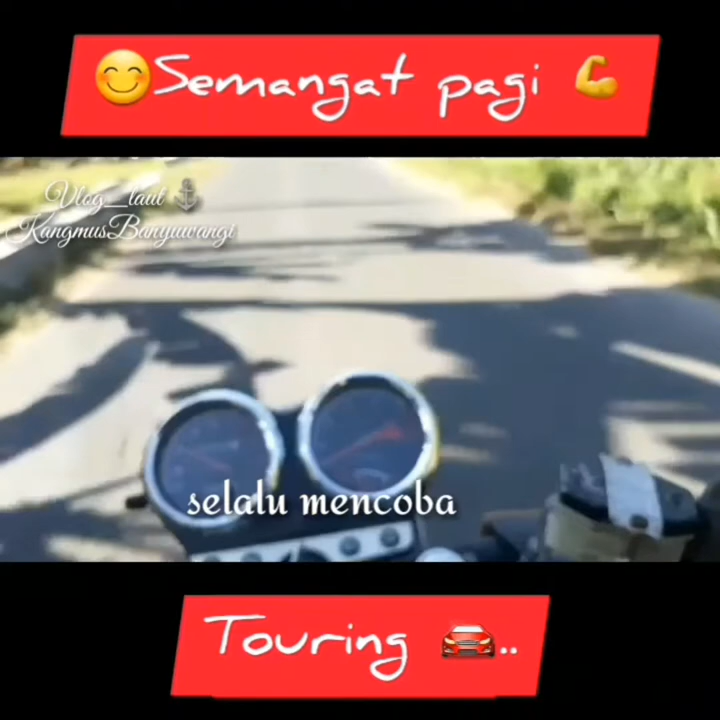 😊Semangat pagi 💪
Vlog_laut ⚓
KangmusBanyuwangi
selalu mencoba
Touring 🚘..